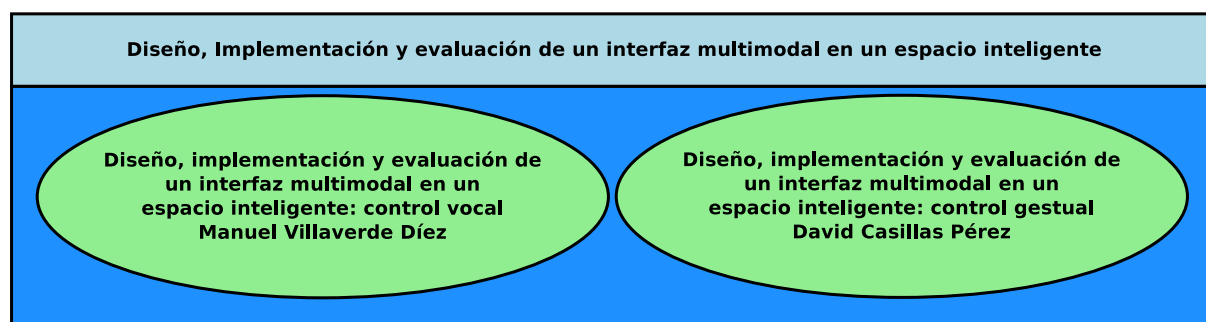 Diseño, Implementación y evaluación de un interfaz multimodal en un espacio inteligente
Diseño, implementación y evaluación de
un interfaz multimodal en un
espacio inteligente: control vocal
Manuel Villaverde Díez
Diseño, implementación y evaluación de
un interfaz multimodal en un
espacio inteligente: control gestual
David Casillas Pérez